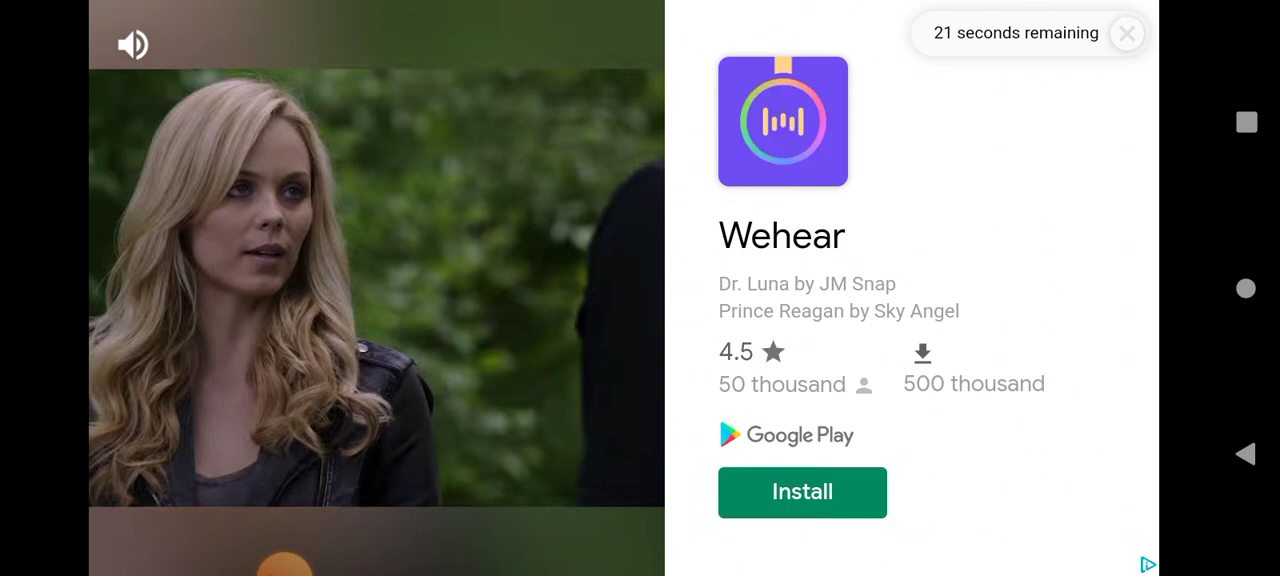 21 seconds remaining
Wehear
Dr. Luna by JM Snap
Prince Reagan by Sky Angel
4.5
50 thousand
500 thousand
Google Play
Install